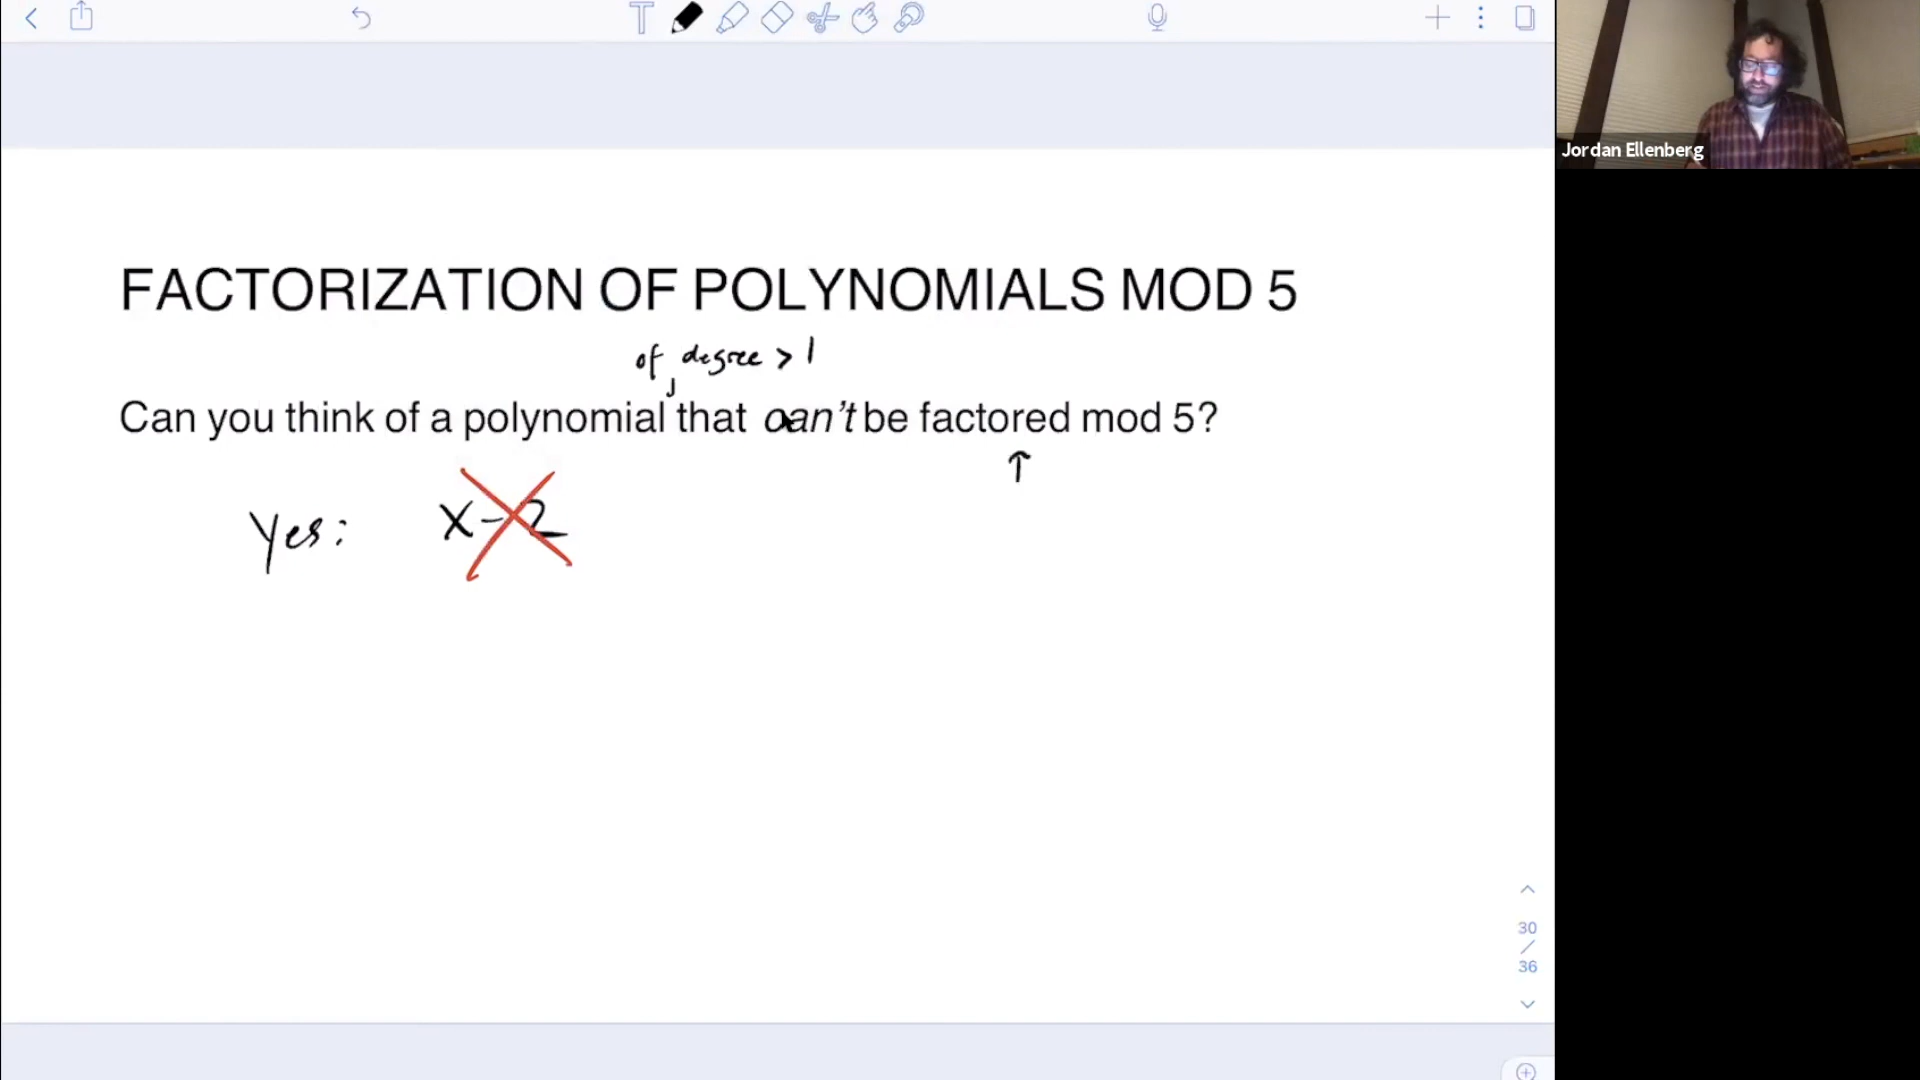 Jordan Ellenberg
FACTORIZATION OF POLYNOMIALS MOD 5
of degree > 1
Can you think of a polynomial that can't be factored mod 5?
Yes: x-2
30
/
36